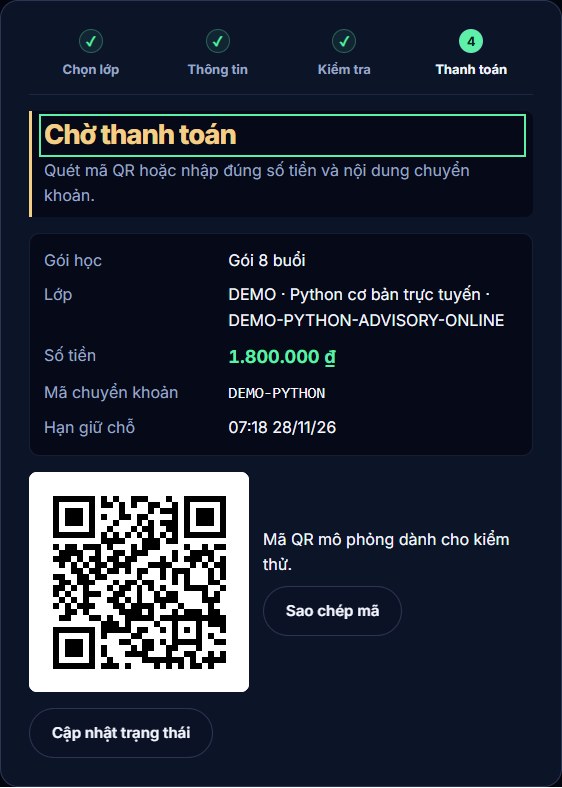 ✓ ✓ ✓ 4
Chọn lớp Thông tin Kiểm tra Thanh toán
Chờ thanh toán
Quét mã QR hoặc nhập đúng số tiền và nội dung chuyển
khoản.
Gói học Gói 8 buổi
Lớp DEMO · Python cơ bản trực tuyến ·
DEMO-PYTHON-ADVISORY-ONLINE
Số tiền 1.800.000 ₫
Mã chuyển khoản DEMO-PYTHON
Hạn giữ chỗ 07:18 28/11/26
Mã QR mô phỏng dành cho kiểm
thử.
Sao chép mã
Cập nhật trạng thái